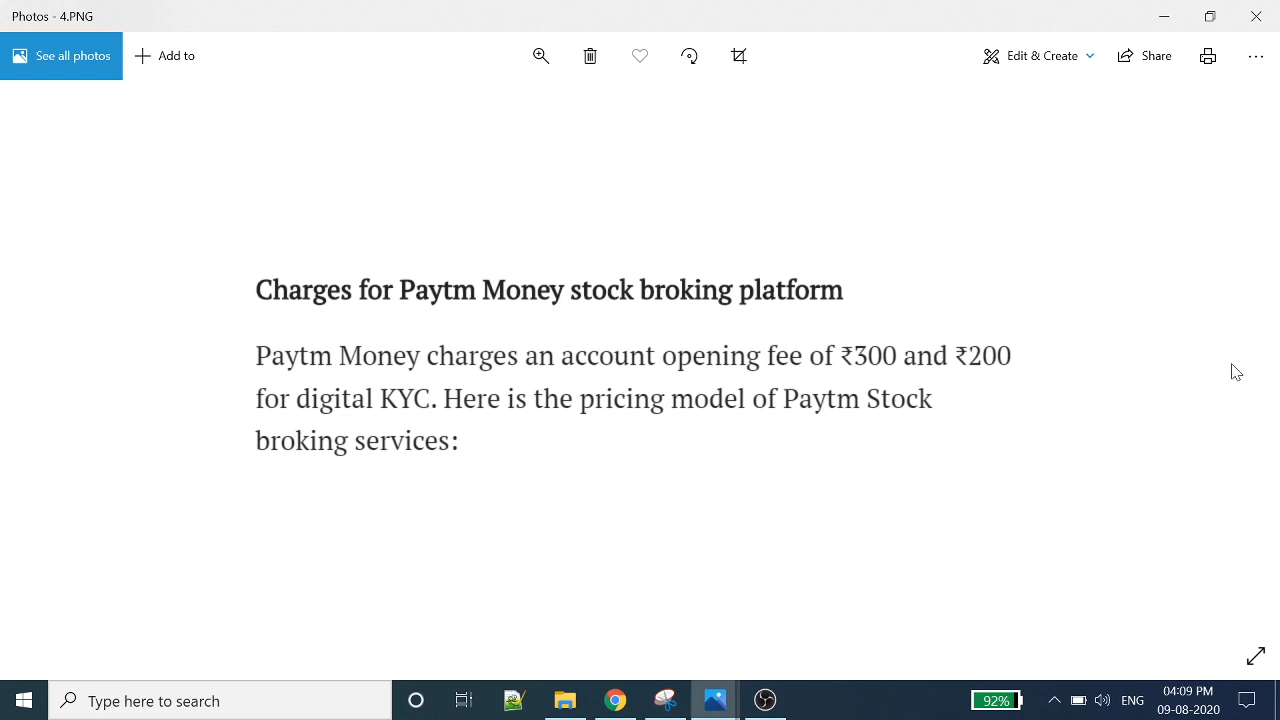 Photos - 4.PNG
See all photos
Add to
Edit & Create
Share
Charges for Paytm Money stock broking platform
Paytm Money charges an account opening fee of ₹300 and ₹200
for digital KYC. Here is the pricing model of Paytm Stock
broking services:
Type here to search
92%
ENG
04:09 PM
09-08-2020